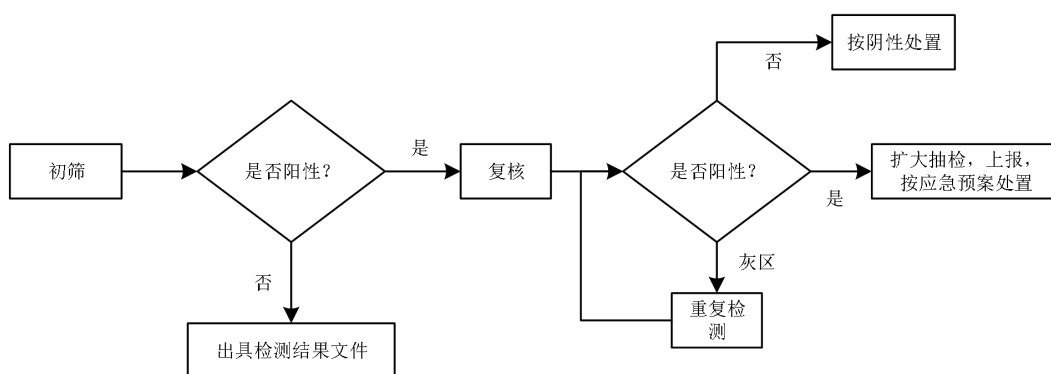 初筛
是否阳性？
是
否
出具检测结果文件
复核
是否阳性？
否
按阴性处置
是
扩大抽检，上报，
按应急预案处置
灰区
重复检
测